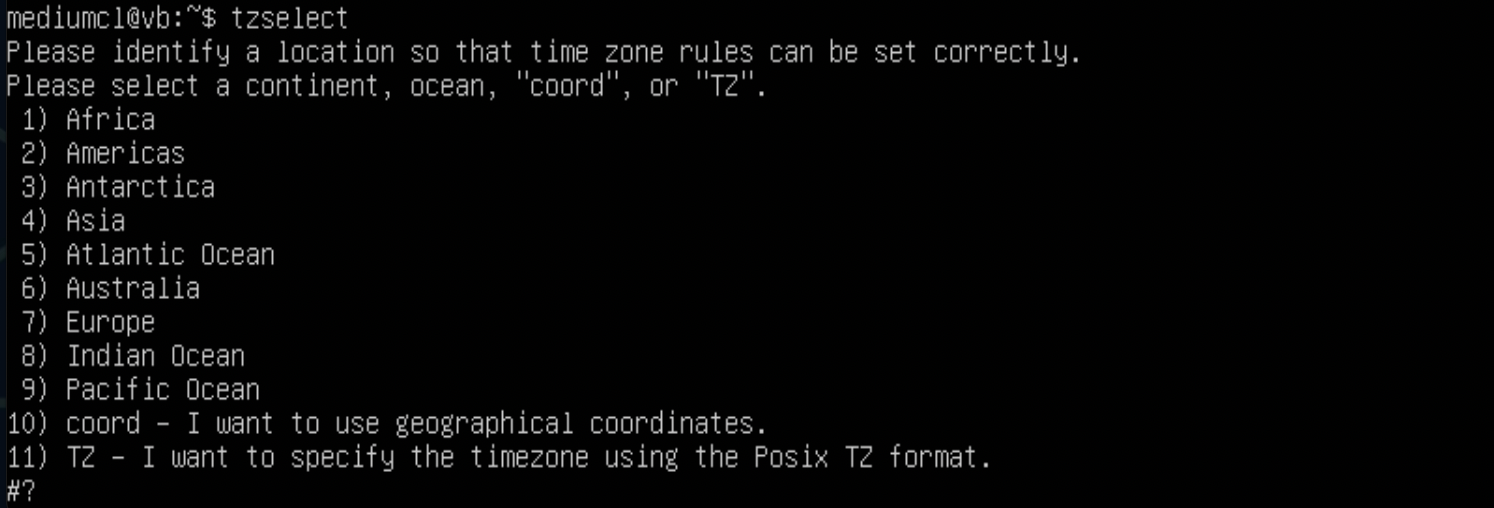 mediumcl@vb:~$ tzselect
Please identify a location so that time zone rules can be set correctly.
Please select a continent, ocean, "coord", or "TZ".
 1) Africa
 2) Americas
 3) Antarctica
 4) Asia
 5) Atlantic Ocean
 6) Australia
 7) Europe
 8) Indian Ocean
 9) Pacific Ocean
10) coord - I want to use geographical coordinates.
11) TZ - I want to specify the timezone using the Posix TZ format.
#?